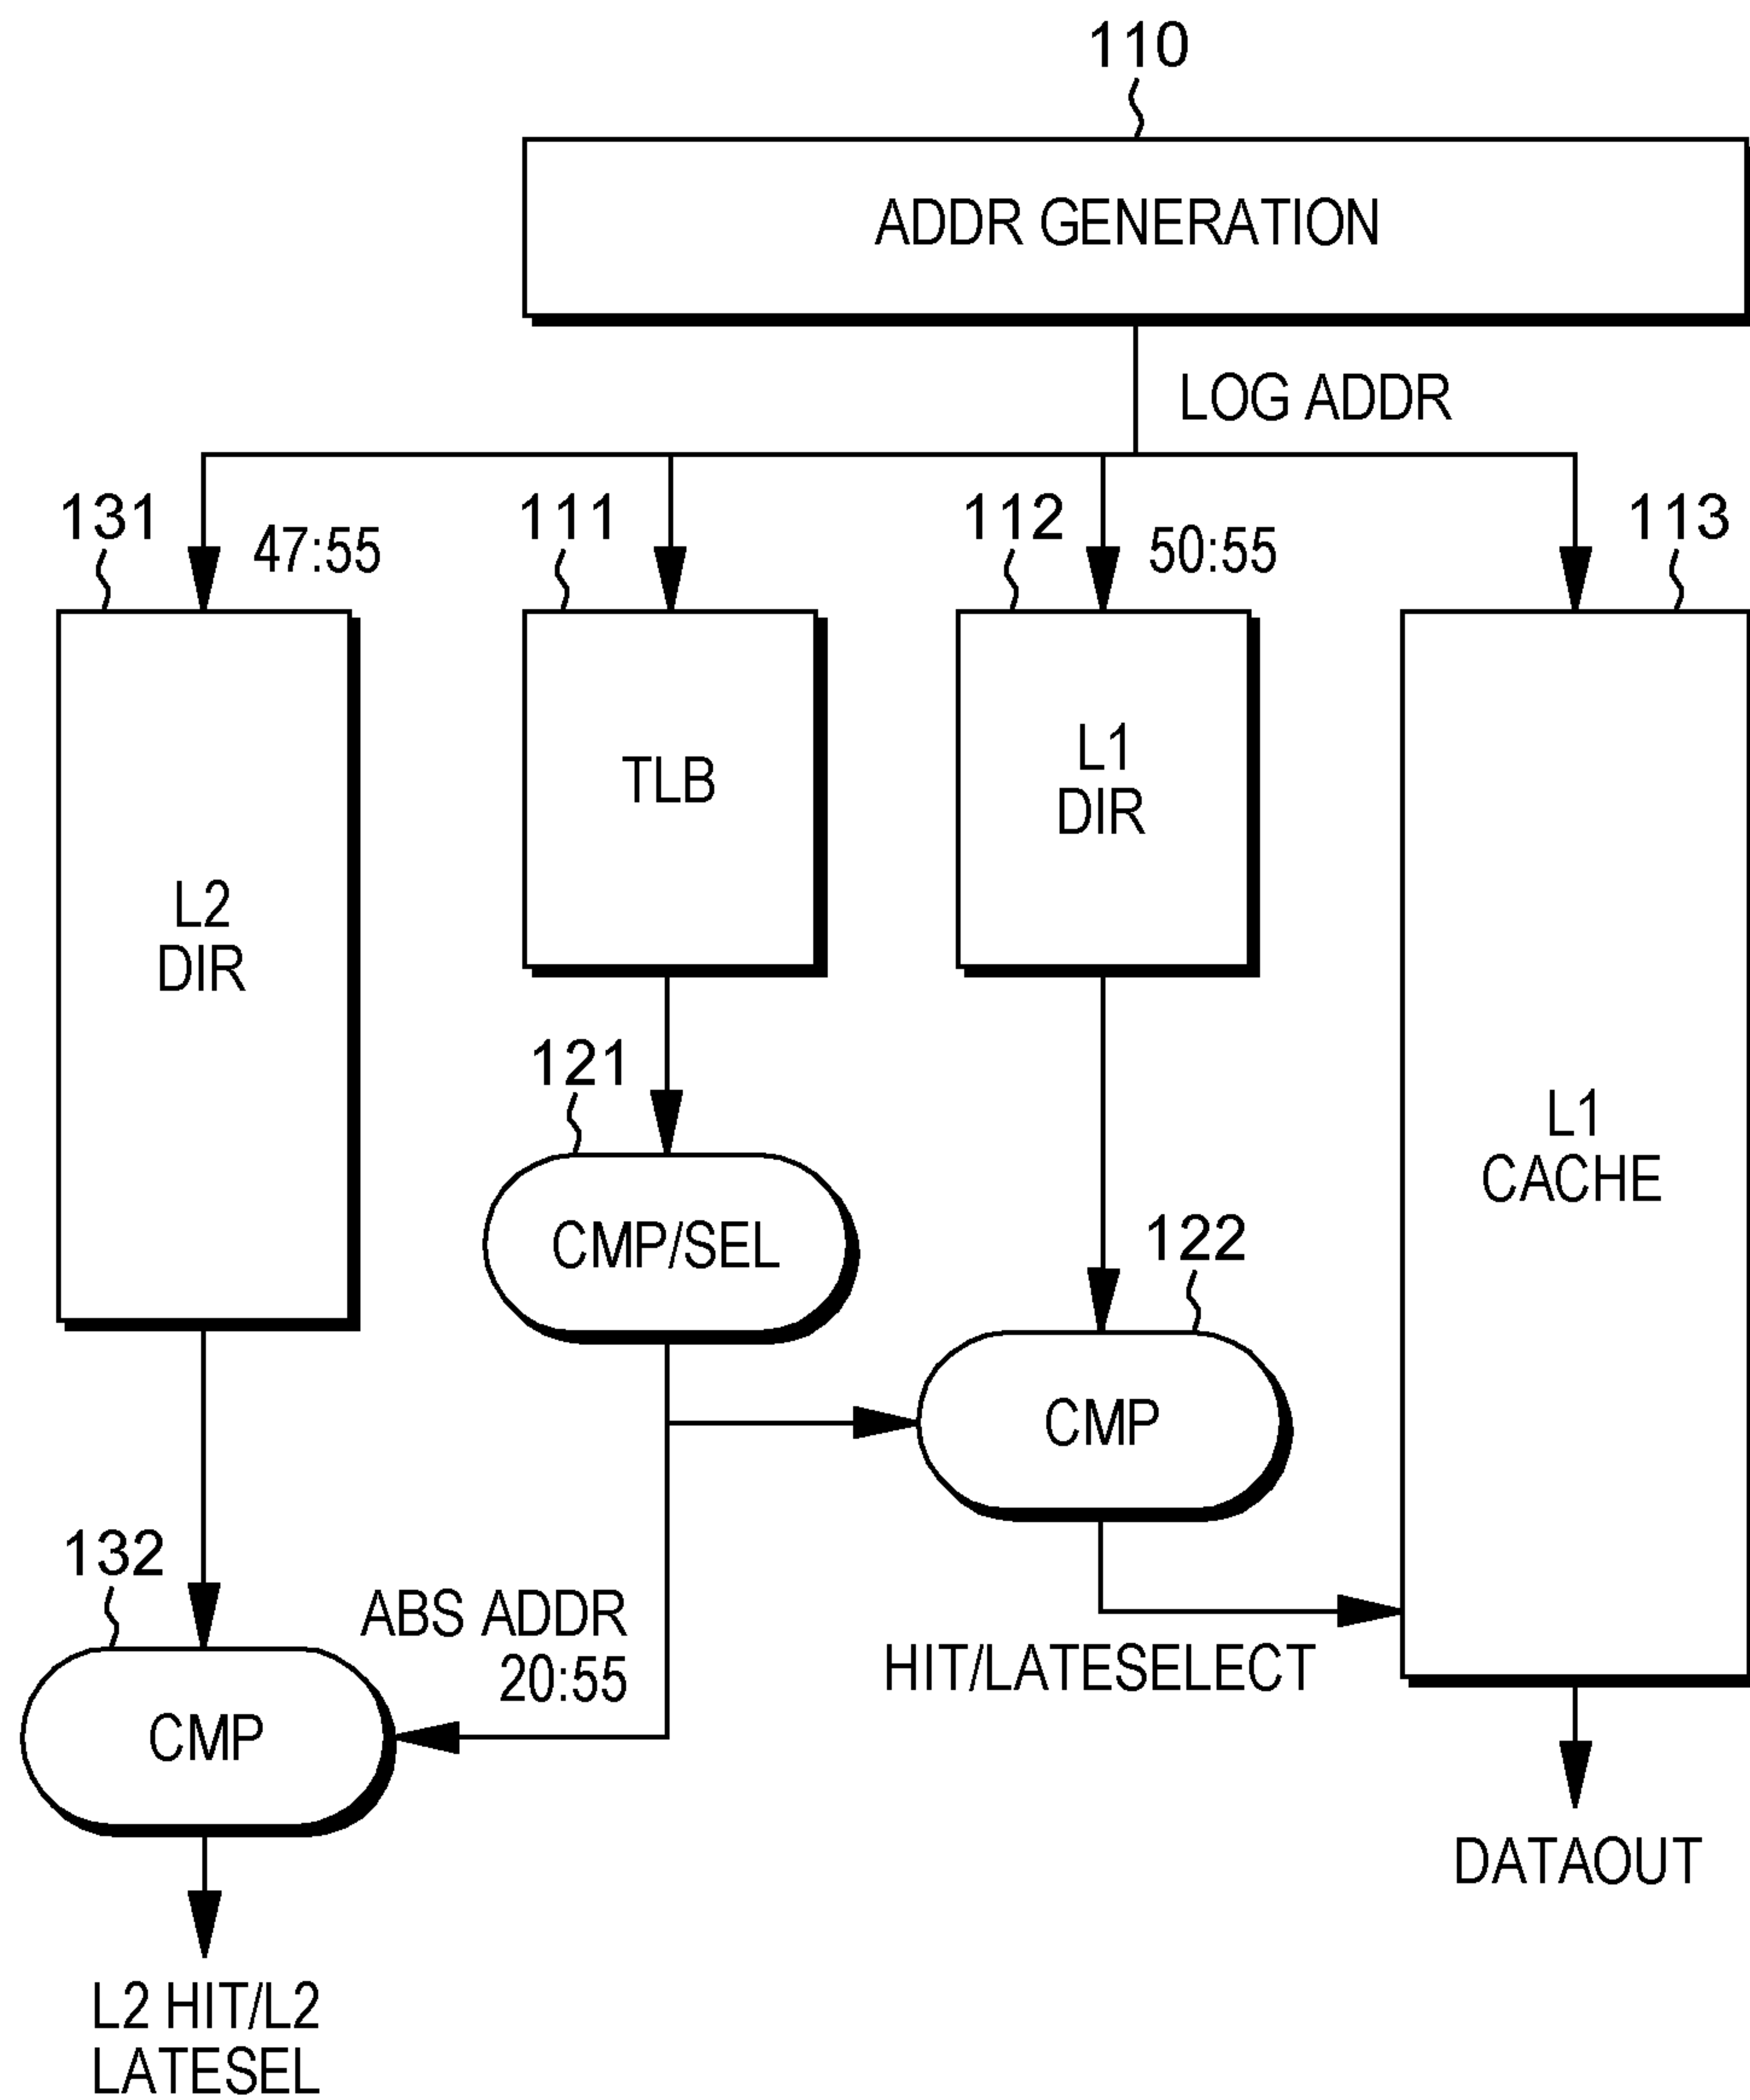 110
ADDR GENERATION
LOG ADDR
131
47:55
111
112
50:55
113
L2
DIR
TLB
L1
DIR
L1
CACHE
121
CMP/SEL
122
CMP
132
ABS ADDR
20:55
HIT/LATESELECT
CMP
DATAOUT
L2 HIT/L2
LATESEL